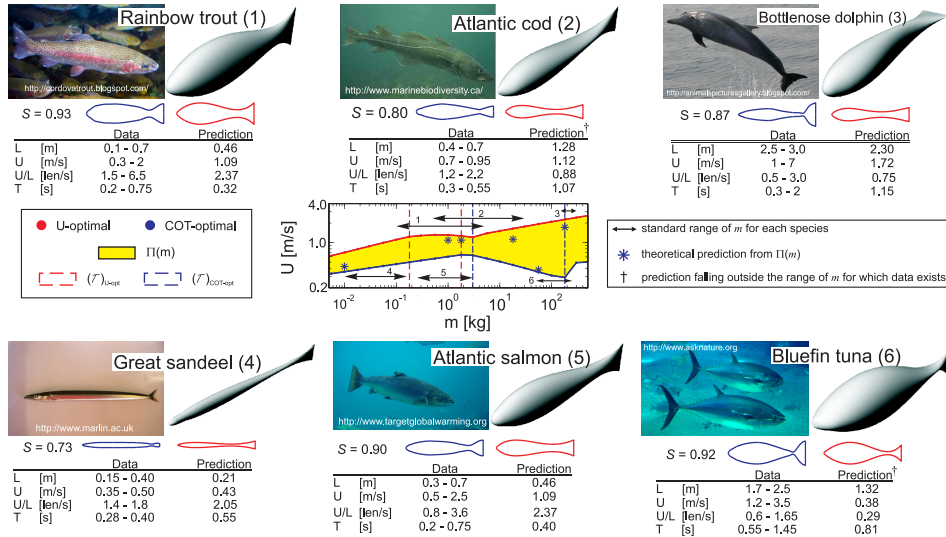 Rainbow trout (1)
http://cordovatrout.blogspot.com/
S = 0.93
Data Prediction
L [m] 0.1 - 0.7 0.46
U [m/s] 0.3 - 2 1.09
U/L [len/s] 1.5 - 6.5 2.37
T [s] 0.2 - 0.75 0.32
Atlantic cod (2)
http://www.marinebiodiversity.ca/
S = 0.80
Data Prediction†
L [m] 0.4 - 0.7 1.28
U [m/s] 0.7 - 0.95 1.12
U/L [len/s] 1.2 - 2.2 0.88
T [s] 0.3 - 0.55 1.07
Bottlenose dolphin (3)
http://animalspicturesgallery.blogspot.com/
S = 0.87
Data Prediction
L [m] 2.5 - 3.0 2.30
U [m/s] 1 - 7 1.72
U/L [len/s] 0.5 - 3.0 0.75
T [s] 0.3 - 2 1.15
U-optimal COT-optimal
Π(m)
(𝒯)U-opt (𝒯)COT-opt
U [m/s]
4.0
1.0
0.2
1 2 3
4 5 6
10⁻² 10⁻¹ 10⁰ 10¹ 10²
m [kg]
standard range of m for each species
theoretical prediction from Π(m)
† prediction falling outside the range of m for which data exists
Great sandeel (4)
http://www.marlin.ac.uk
S = 0.73
Data Prediction
L [m] 0.15 - 0.40 0.21
U [m/s] 0.35 - 0.50 0.43
U/L [len/s] 1.4 - 1.8 2.05
T [s] 0.28 - 0.40 0.55
Atlantic salmon (5)
http://www.targetglobalwarming.org
S = 0.90
Data Prediction
L [m] 0.3 - 0.7 0.46
U [m/s] 0.5 - 2.5 1.09
U/L [len/s] 0.8 - 3.6 2.37
T [s] 0.2 - 0.75 0.40
http://www.asknature.org
Bluefin tuna (6)
S = 0.92
Data Prediction†
L [m] 1.7 - 2.5 1.32
U [m/s] 1.2 - 3.5 0.38
U/L [len/s] 0.6 - 1.65 0.29
T [s] 0.55 - 1.45 0.81